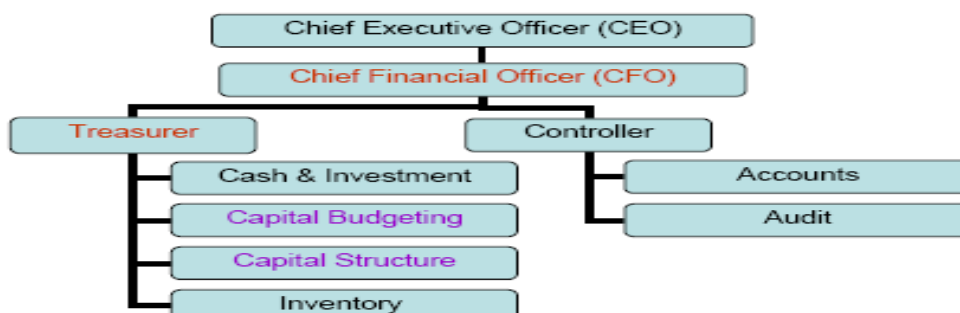 Chief Executive Officer (CEO)
Chief Financial Officer (CFO)
Treasurer
Controller
Cash & Investment
Accounts
Capital Budgeting
Audit
Capital Structure
Inventory